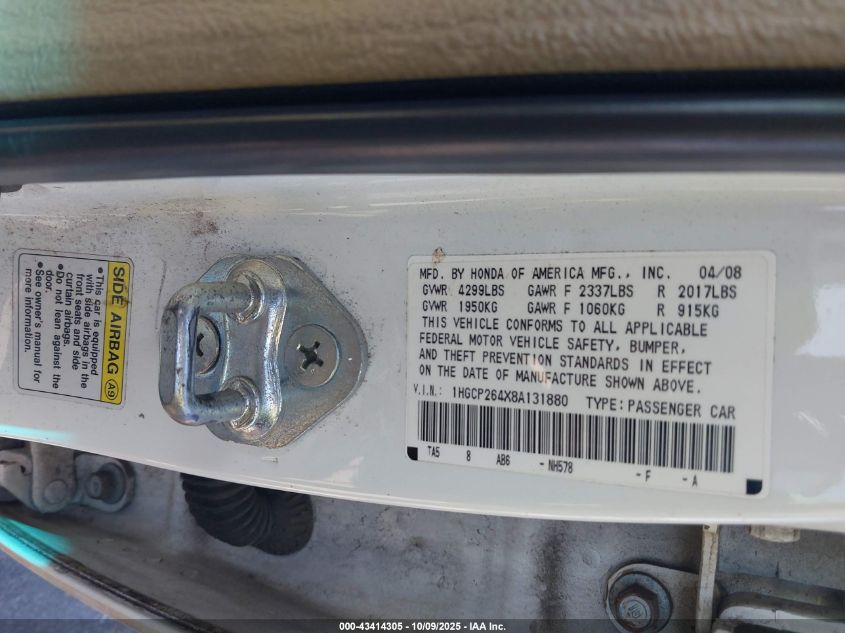 MFD. BY HONDA OF AMERICA MFG., INC. 04/08
GVWR 4299LBS GAWR F 2337LBS R 2017LBS
GVWR 1950KG GAWR F 1060KG R 915KG
THIS VEHICLE CONFORMS TO ALL APPLICABLE
FEDERAL MOTOR VEHICLE SAFETY, BUMPER,
AND THEFT PREVENTION STANDARDS IN EFFECT
ON THE DATE OF MANUFACTURE SHOWN ABOVE.
V.I.N.: 1HGCP264X8A131880 TYPE: PASSENGER CAR
TA5 8 AB6 -NH578 -F -A
SIDE AIRBAG A9
•This car is equipped
with side airbags in the
front seats and side
curtain airbags.
•Do not lean against the
door.
•See owner's manual for
more information.
000-43414305 - 10/09/2025 - IAA Inc.